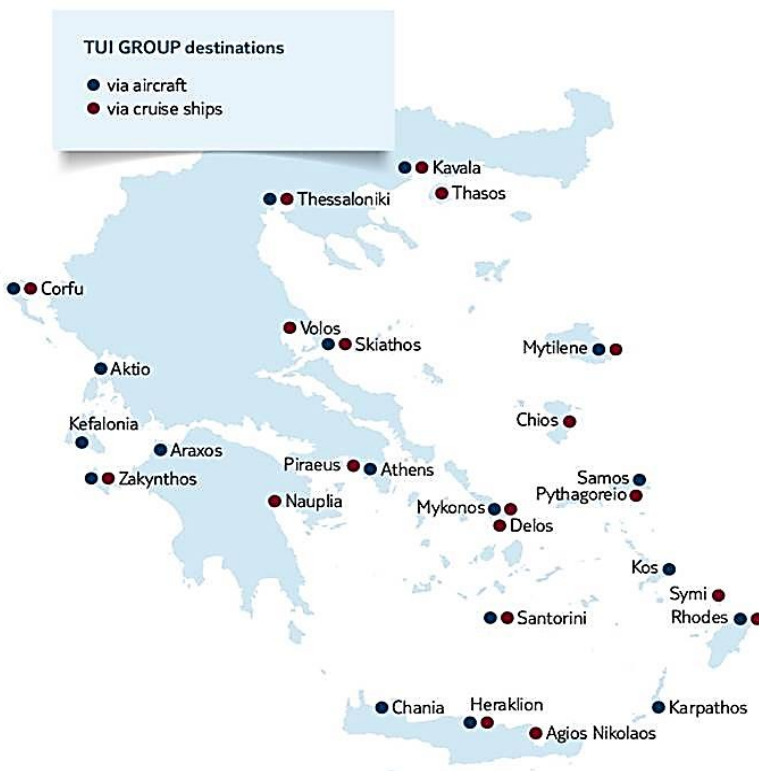 TUI GROUP destinations
via aircraft
via cruise ships
Kavala
Thasos
Thessaloniki
Corfu
Volos
Skiathos
Mytilene
Aktio
Chios
Kefalonia
Araxos
Piraeus
Athens
Zakynthos
Samos
Pythagoreio
Nauplia
Mykonos
Delos
Kos
Symi
Rhodes
Santorini
Chania
Heraklion
Karpathos
Agios Nikolaos